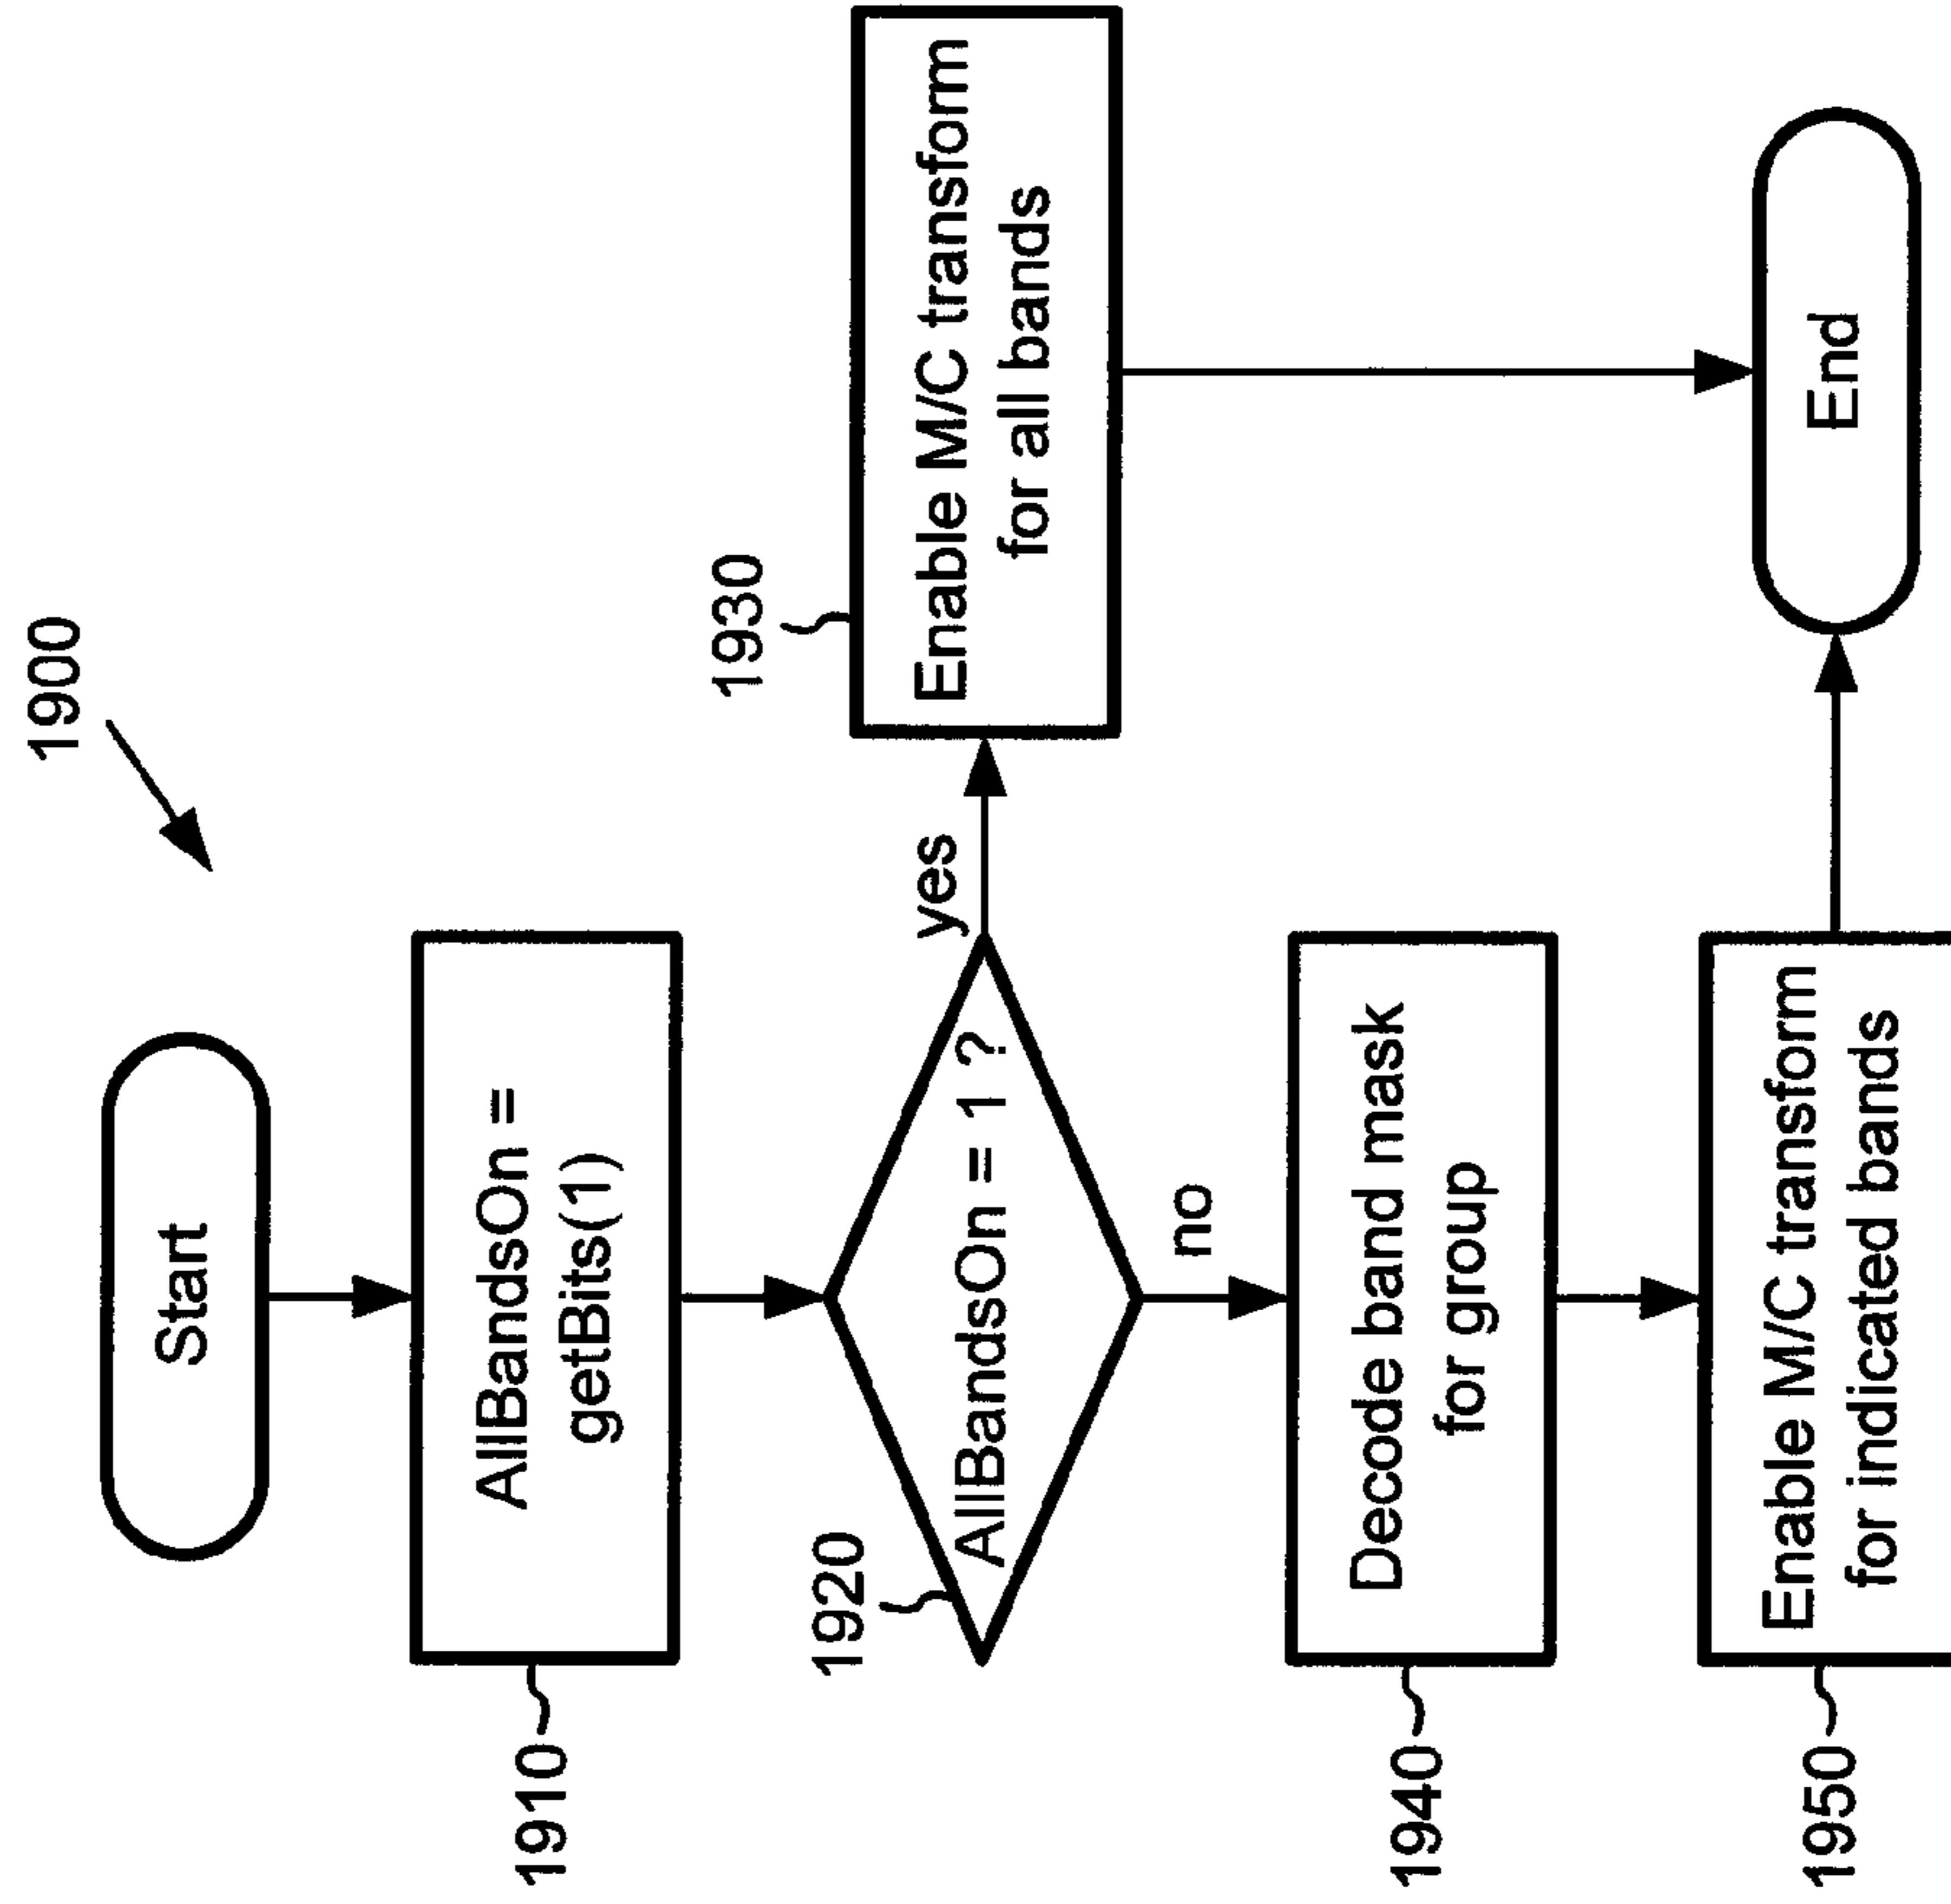 1900
Start
1910
AllBandsOn =
getBits(1)
1920
AllBandsOn = 1 ?
yes
1930
Enable M/C transform
for all bands
no
1940
Decode band mask
for group
1950
Enable M/C transform
for indicated bands
End